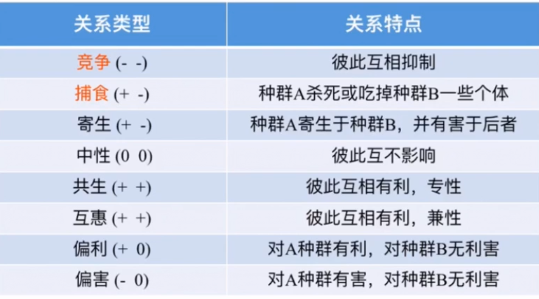 关系类型 关系特点
竞争 (- -) 彼此互相抑制
捕食 (+ -) 种群A杀死或吃掉种群B一些个体
寄生 (+ -) 种群A寄生于种群B，并有害于后者
中性 (0 0) 彼此互不影响
共生 (+ +) 彼此互相有利，专性
互惠 (+ +) 彼此互相有利，兼性
偏利 (+ 0) 对A种群有利，对种群B无利害
偏害 (- 0) 对A种群有害，对种群B无利害